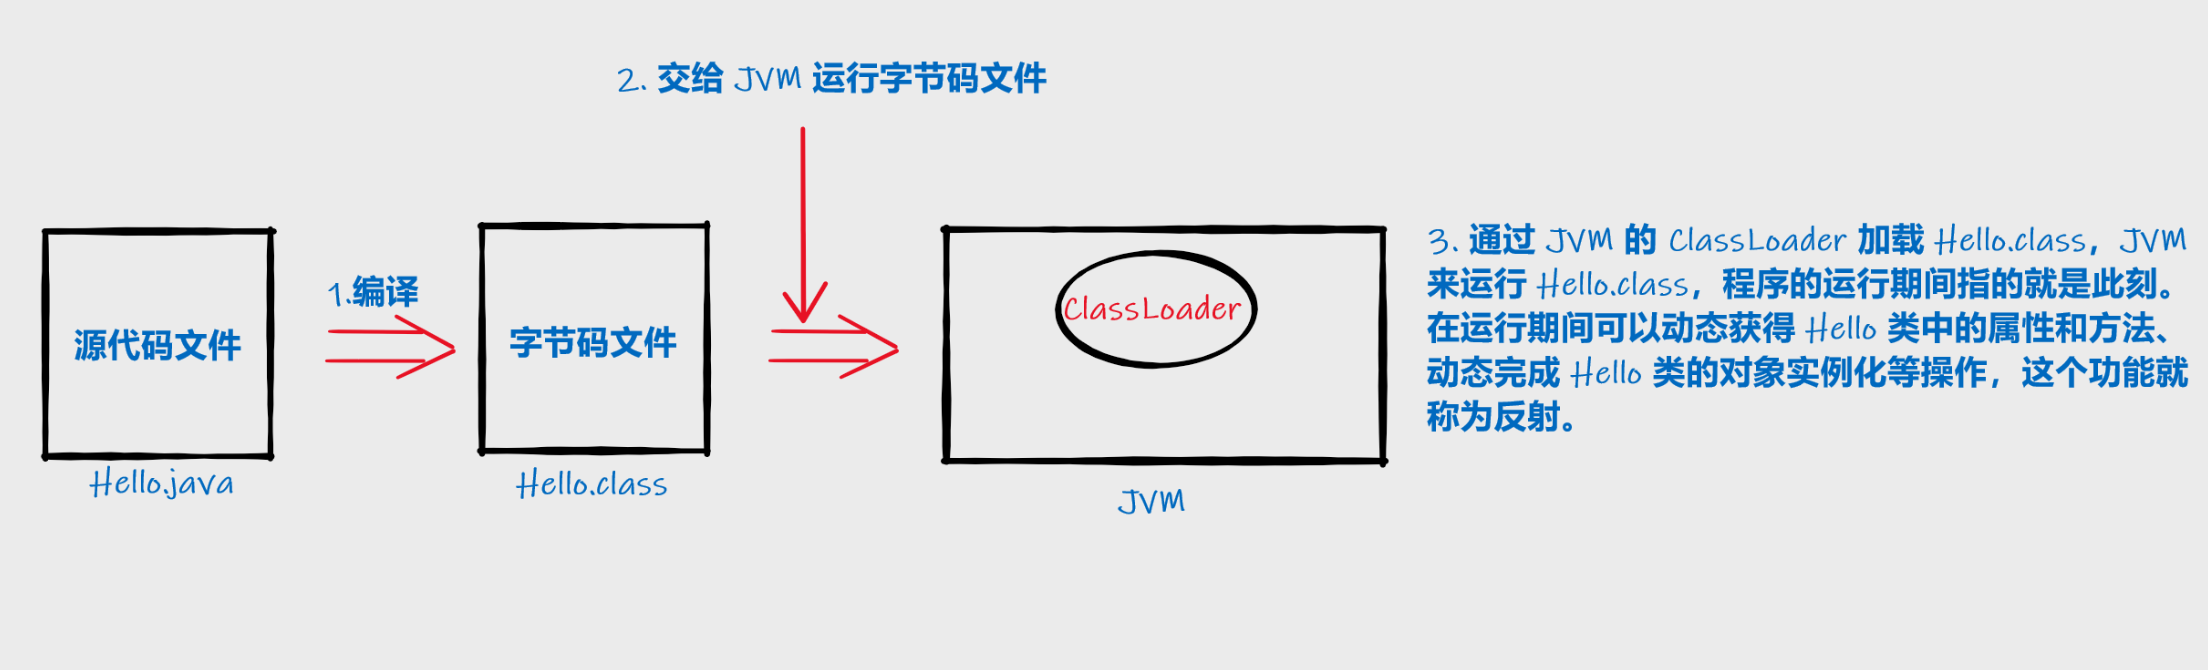 2. 交给 JVM 运行字节码文件
1.编译
源代码文件
字节码文件
ClassLoader
Hello.java
Hello.class
JVM
3. 通过 JVM 的 ClassLoader 加载 Hello.class，JVM
来运行 Hello.class，程序的运行期间指的就是此刻。
在运行期间可以动态获得 Hello 类中的属性和方法、
动态完成 Hello 类的对象实例化等操作，这个功能就
称为反射。